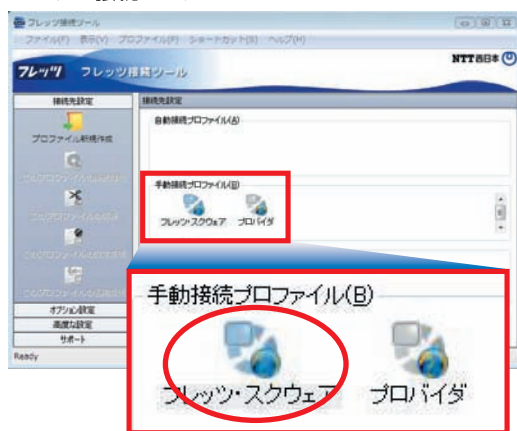 フレッツ接続ツール
ファイル(F) 表示(V) プロファイル(P) ショートカット(S) ヘルプ(H)
フレッツ フレッツ接続ツール
NTT西日本
接続先設定
接続先設定
プロファイル新規作成
自動接続プロファイル(A)
手動接続プロファイル(B)
フレッツ・スクウェア プロバイダ
オプション設定
高度な設定
サポート
Ready
手動接続プロファイル(B)
フレッツ・スクウェア プロバイダ